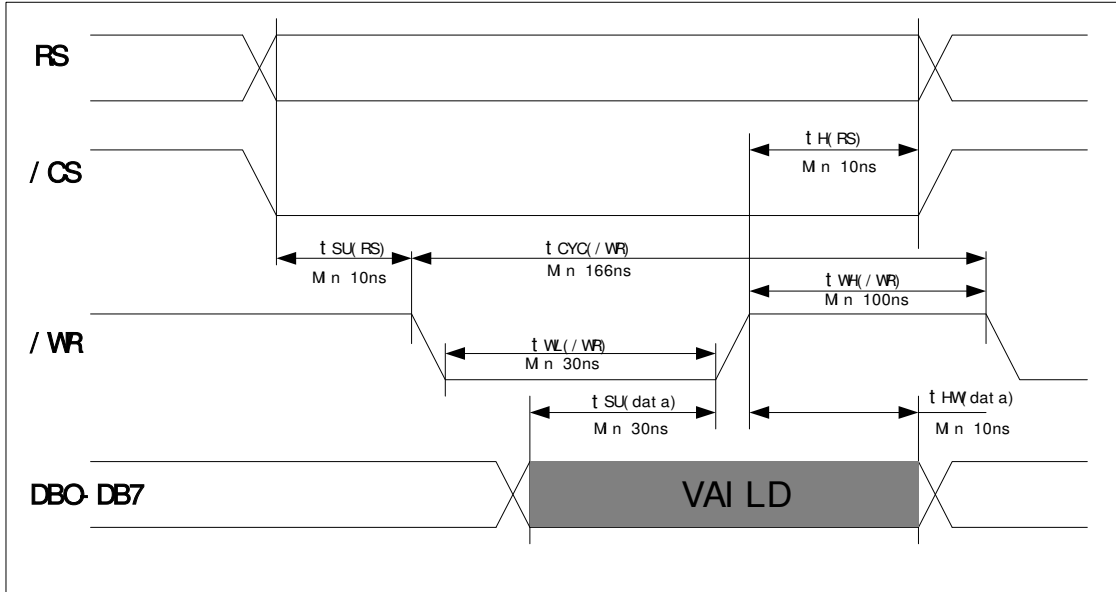 RS
t H(RS)
Min 10ns
/CS
t SU(RS)
Min 10ns
t CYC(/WR)
Min 166ns
t WH(/WR)
Min 100ns
/WR
t WL(/WR)
Min 30ns
t SU(data)
Min 30ns
t HW(data)
Min 10ns
DB0-DB7
VAILD